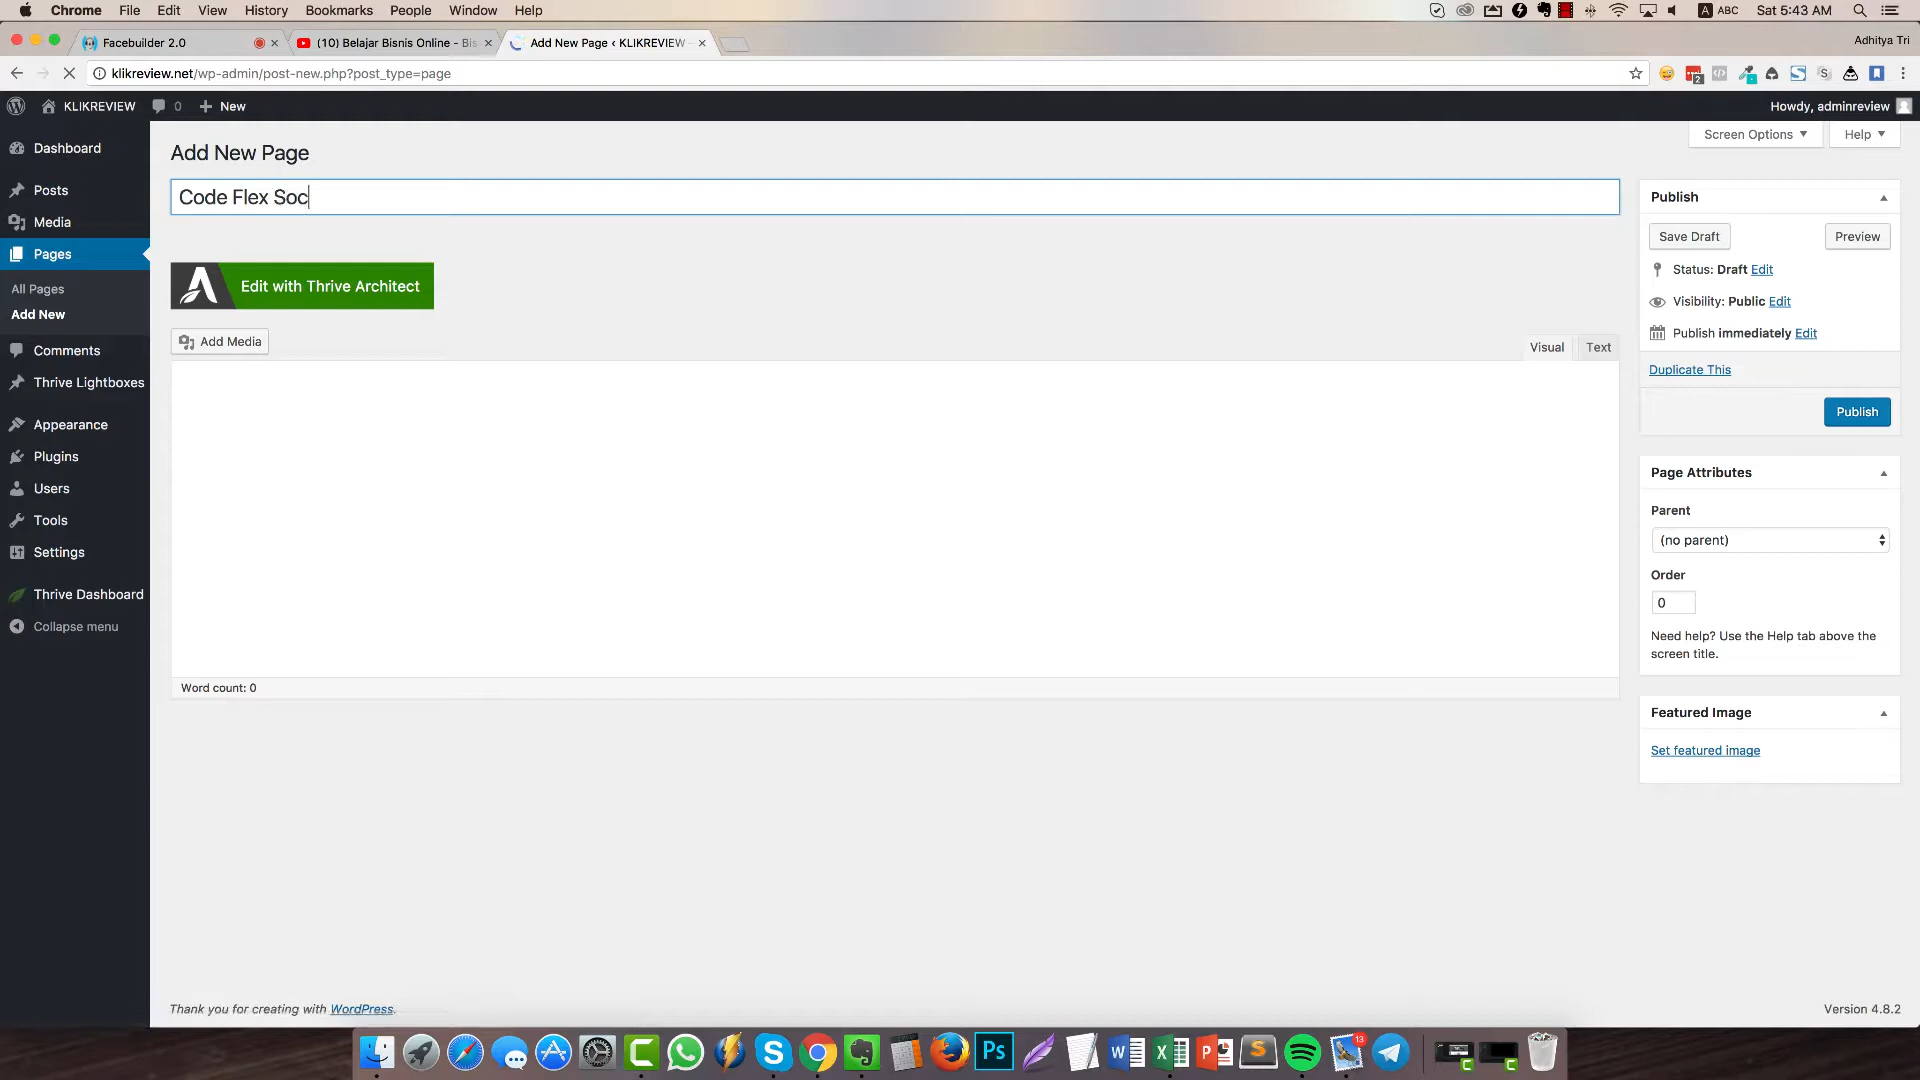 Chrome File Edit View History Bookmarks People Window Help
A ABC Sat 5:43 AM
Facebuilder 2.0
(10) Belajar Bisnis Online - Bis
Add New Page ‹ KLIKREVIEW
Adhitya Tri
klikreview.net/wp-admin/post-new.php?post_type=page
2
KLIKREVIEW 0 New
Howdy, adminreview
Dashboard
Posts
Media
Pages
All Pages
Add New
Comments
Thrive Lightboxes
Appearance
Plugins
Users
Tools
Settings
Thrive Dashboard
Collapse menu
Screen Options
Help
Add New Page
Code Flex Soc
Edit with Thrive Architect
Add Media
Visual Text
Word count: 0
Publish
Save Draft
Preview
Status: Draft Edit
Visibility: Public Edit
Publish immediately Edit
Duplicate This
Publish
Page Attributes
Parent
(no parent)
Order
0
Need help? Use the Help tab above the
screen title.
Featured Image
Set featured image
Thank you for creating with WordPress.
Version 4.8.2
Ps
13